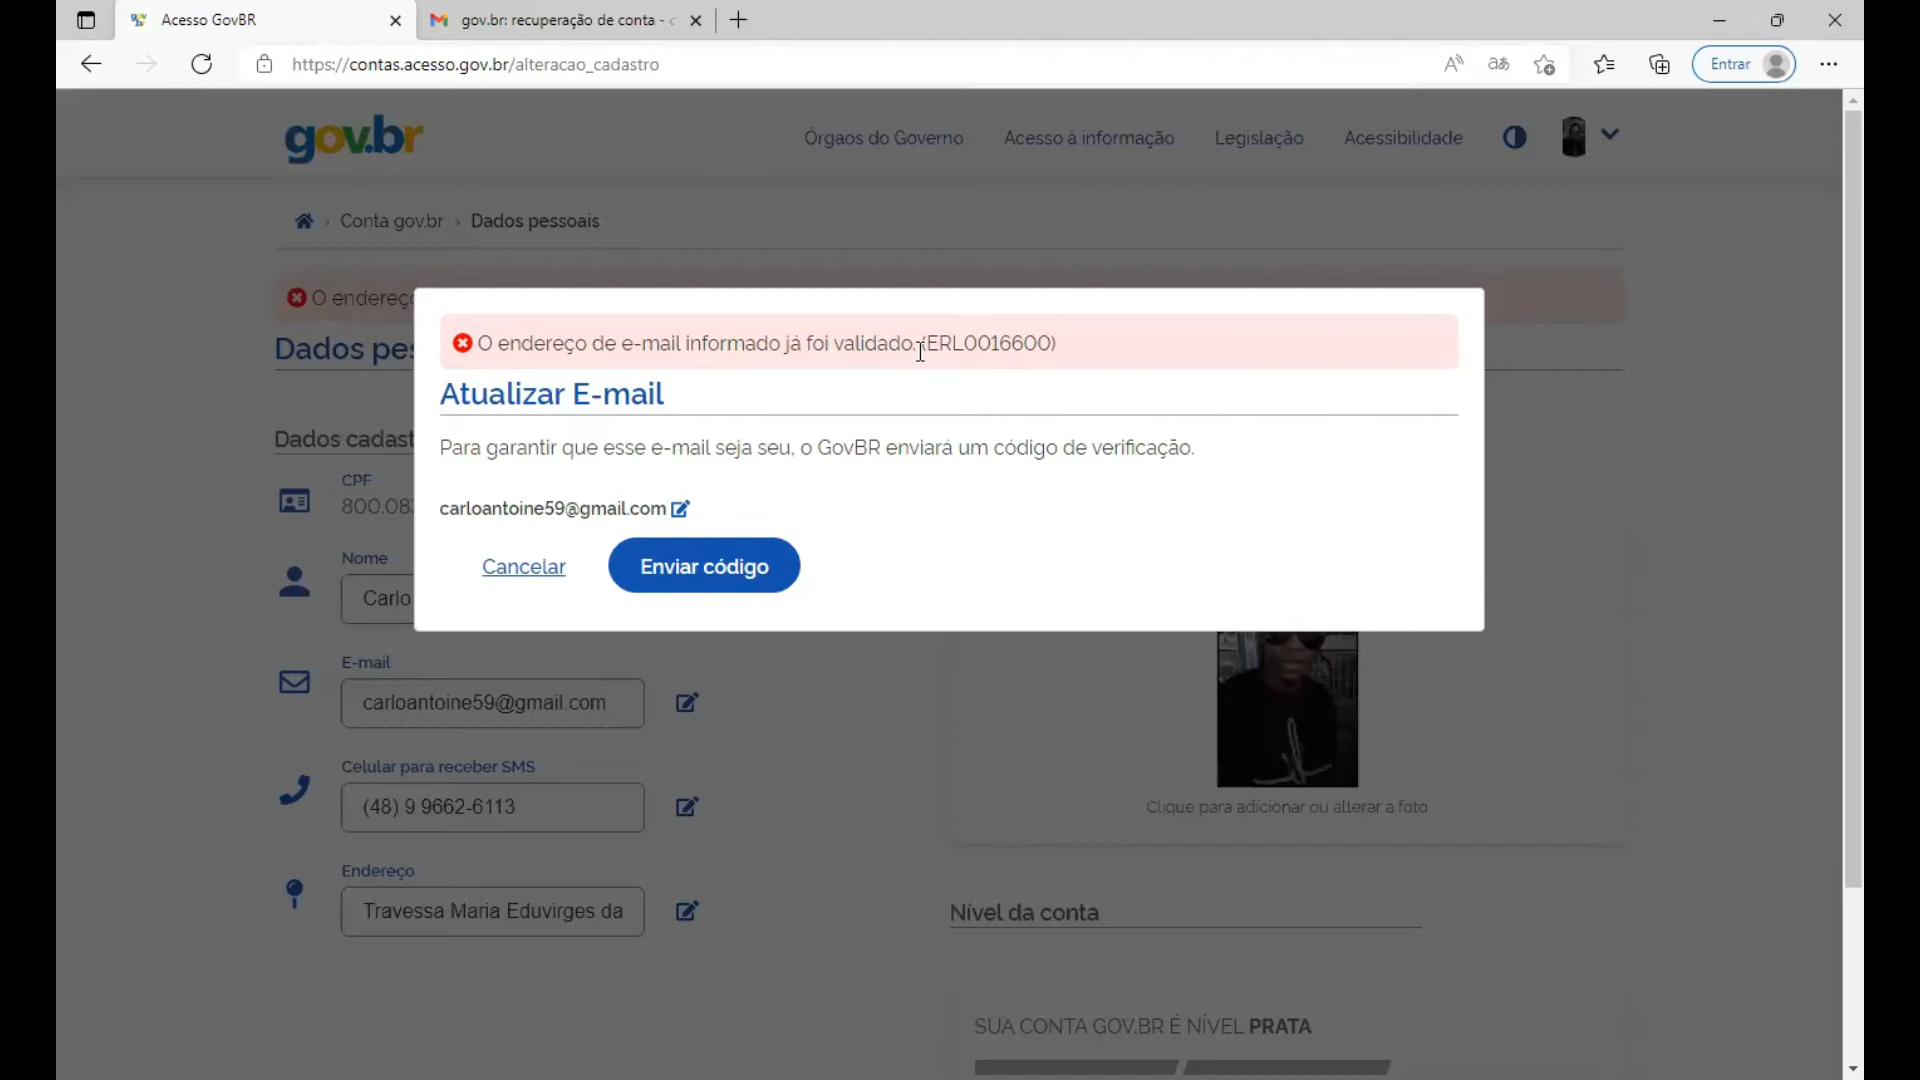 Acesso GovBR
gov.br: recuperação de conta -
https://contas.acesso.gov.br/alteracao_cadastro
Entrar
gov.br
Órgaos do Governo
Acesso à informação
Legislação
Acessibilidade
Conta gov.br
Dados pessoais
O endereço
O endereço de e-mail informado já foi validado. (ERL0016600)
Dados pes
Atualizar E-mail
Para garantir que esse e-mail seja seu, o GovBR enviará um código de verificação.
carloantoine59@gmail.com
Cancelar
Enviar código
Dados cadast
CPF
800.083
Nome
Carlo
E-mail
carloantoine59@gmail.com
Celular para receber SMS
(48) 9 9662-6113
Endereço
Travessa Maria Eduvirges da
Clique para adicionar ou alterar a foto
Nível da conta
SUA CONTA GOV.BR É NÍVEL PRATA